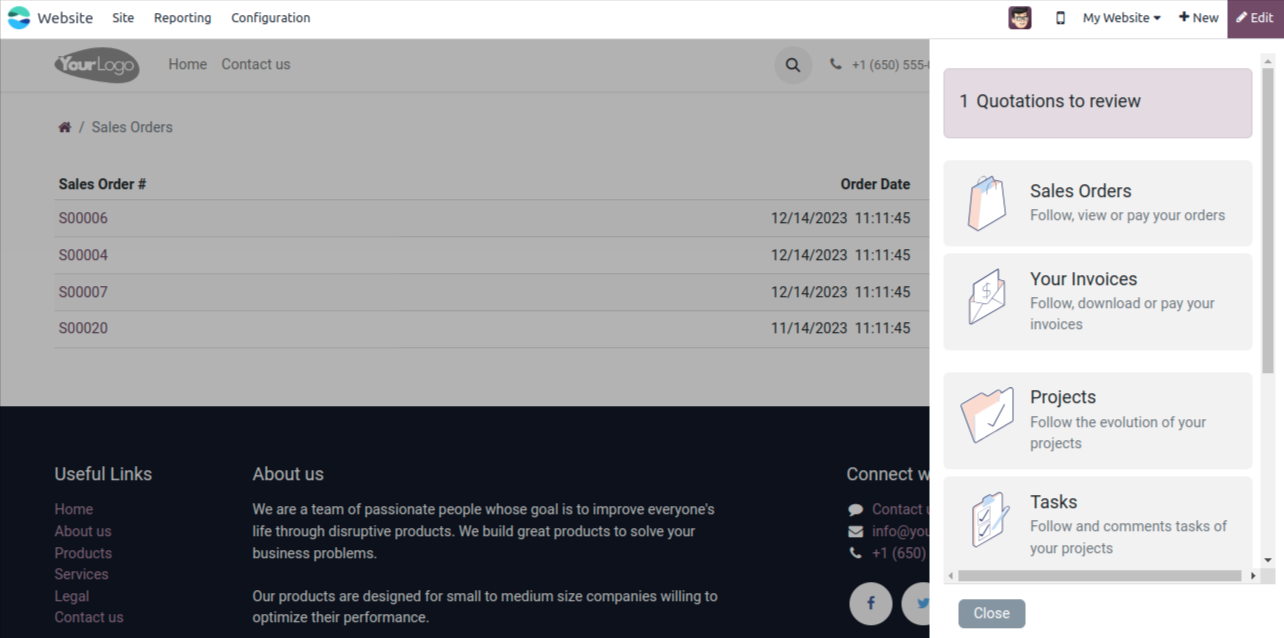 Website Site Reporting Configuration My Website New Edit
YourLogo Home Contact us +1 (650) 555-
/ Sales Orders
Sales Order # Order Date
S00006 12/14/2023 11:11:45
S00004 12/14/2023 11:11:45
S00007 12/14/2023 11:11:45
S00020 11/14/2023 11:11:45
Useful Links
Home
About us
Products
Services
Legal
Contact us
About us
We are a team of passionate people whose goal is to improve everyone's
life through disruptive products. We build great products to solve your
business problems.
Our products are designed for small to medium size companies willing to
optimize their performance.
Connect w
Contact u
info@you
+1 (650)
1 Quotations to review
Sales Orders
Follow, view or pay your orders
Your Invoices
Follow, download or pay your
invoices
Projects
Follow the evolution of your
projects
Tasks
Follow and comments tasks of
your projects
Close